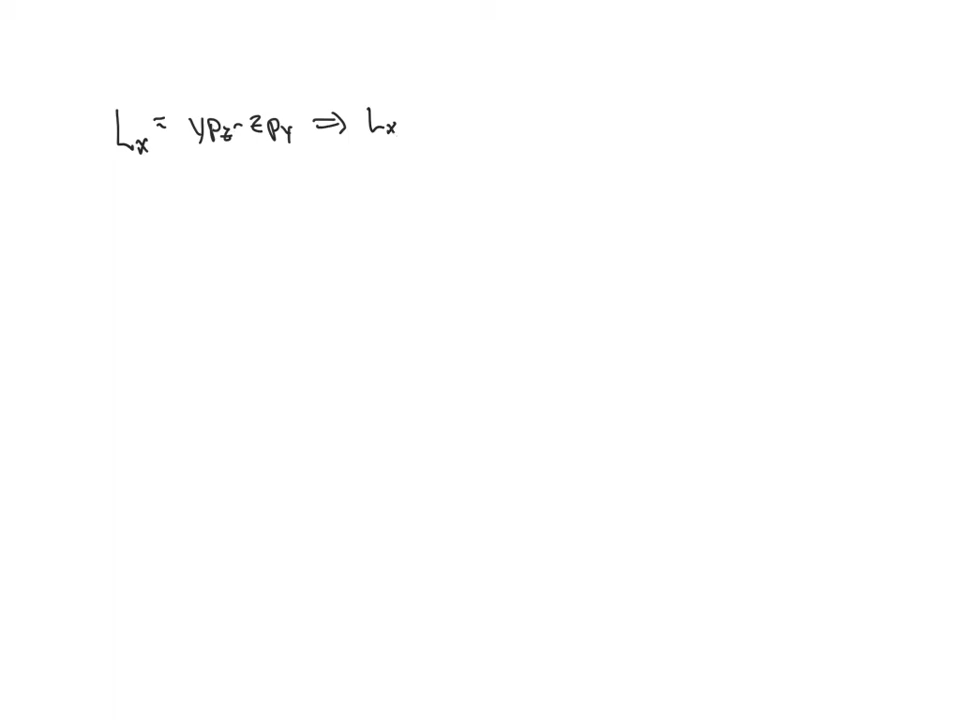 Lx = ypz - zpy ⇒ Lx